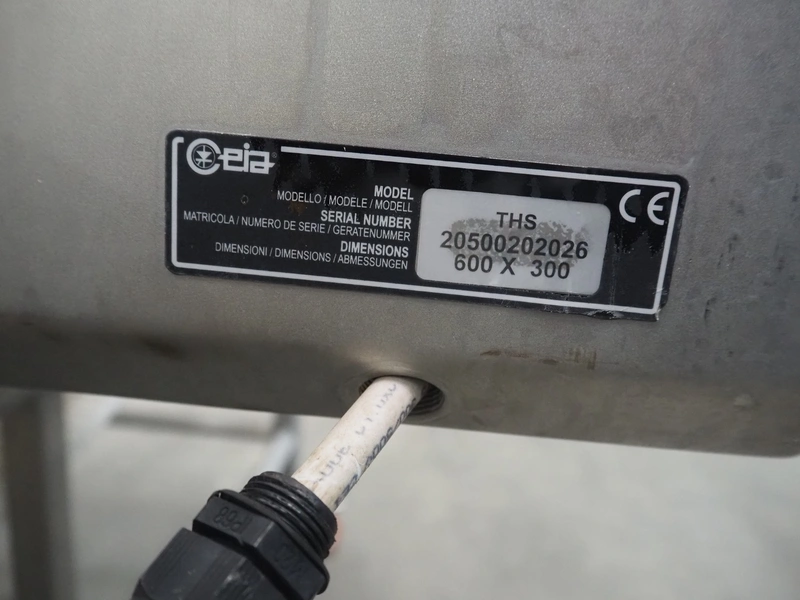 Ceia
MODEL
MODELLO / MODELE / MODELL
SERIAL NUMBER
MATRICOLA / NUMERO DE SERIE / GERATENUMMER
DIMENSIONS
DIMENSIONI / DIMENSIONS / ABMESSUNGEN
THS
20500202026
600 X 300
CE